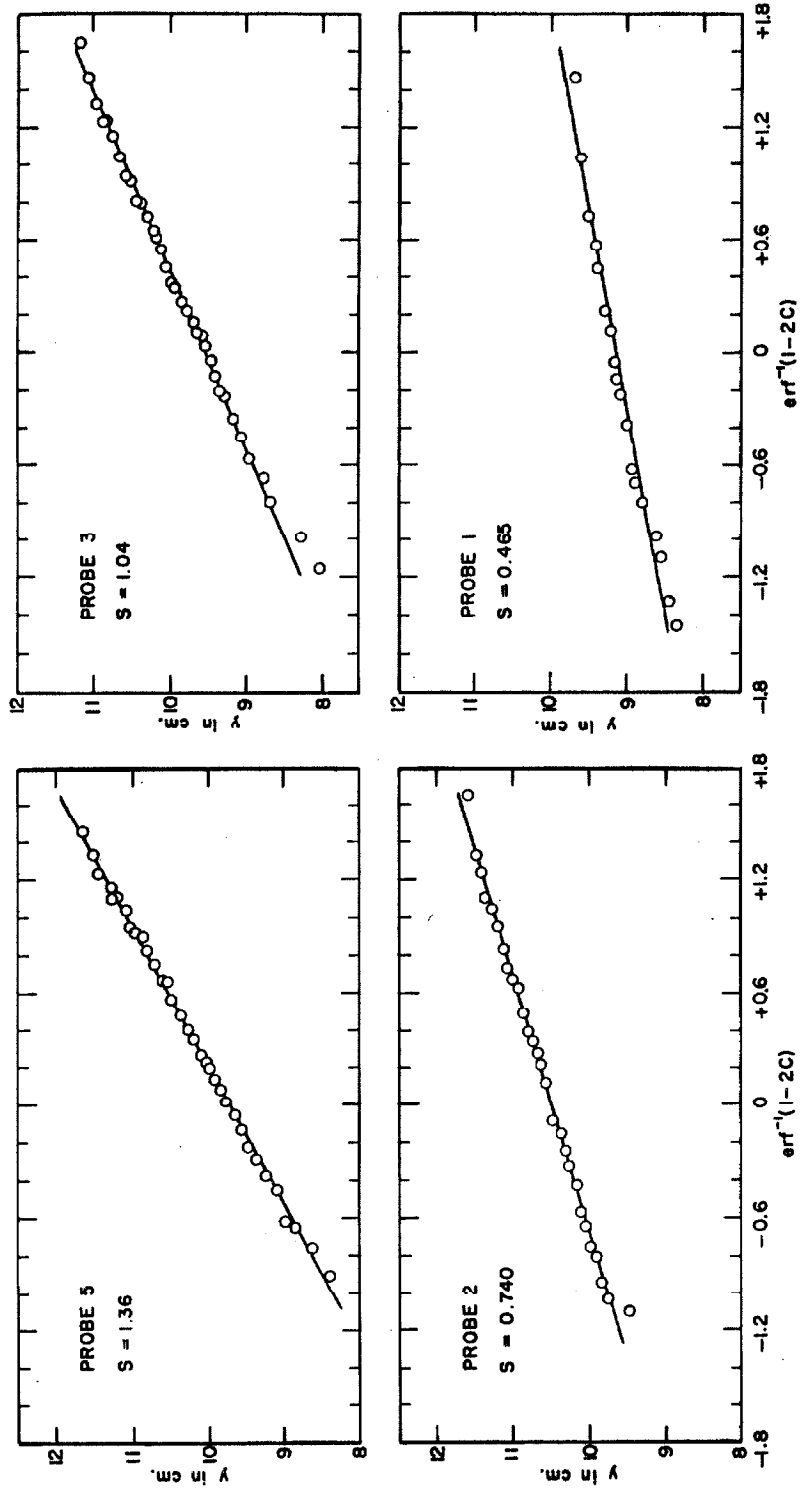 PROBE 5
S = 1.36
y in cm.
12
11
10
9
8
PROBE 3
S = 1.04
y in cm.
12
11
10
9
8
PROBE 2
S = 0.740
y in cm.
12
11
10
9
8
-1.8
-1.2
-0.6
0
+0.6
+1.2
+1.8
erf⁻¹(1-2C)
PROBE 1
S = 0.465
y in cm.
12
11
10
9
8
-1.8
-1.2
-0.6
0
+0.6
+1.2
+1.8
erf⁻¹(1-2C)